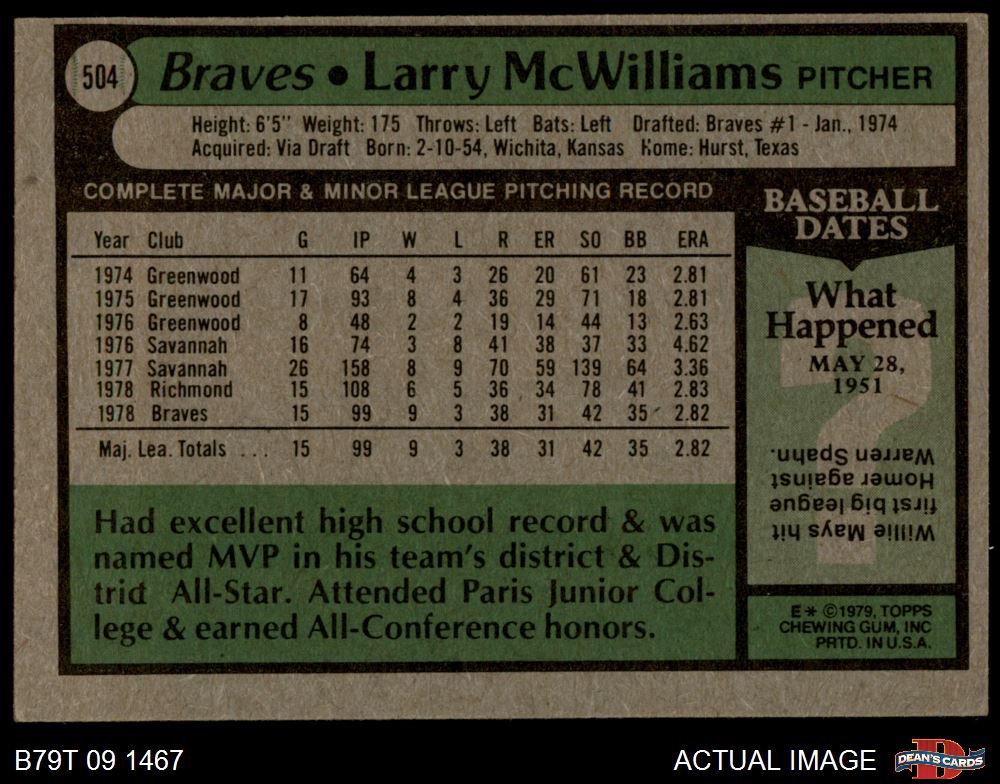 504
Braves • Larry McWilliams PITCHER
Height: 6'5" Weight: 175 Throws: Left Bats: Left Drafted: Braves #1 - Jan., 1974
Acquired: Via Draft Born: 2-10-54, Wichita, Kansas Home: Hurst, Texas
COMPLETE MAJOR & MINOR LEAGUE PITCHING RECORD
Year Club G IP W L R ER SO BB ERA
1974 Greenwood 11 64 4 3 26 20 61 23 2.81
1975 Greenwood 17 93 8 4 36 29 71 18 2.81
1976 Greenwood 8 48 2 2 19 14 44 13 2.63
1976 Savannah 16 74 3 8 41 38 37 33 4.62
1977 Savannah 26 158 8 9 70 59 139 64 3.36
1978 Richmond 15 108 6 5 36 34 78 41 2.83
1978 Braves 15 99 9 3 38 31 42 35 2.82
Maj. Lea. Totals ... 15 99 9 3 38 31 42 35 2.82
Had excellent high school record & was
named MVP in his team's district & Dis-
trict All-Star. Attended Paris Junior Col-
lege & earned All-Conference honors.
BASEBALL
DATES
What
Happened
MAY 28,
1951
?
Willie Mays hit
first big league
Homer against
Warren Spahn.
E* ©1979, TOPPS
CHEWING GUM, INC
PRTD. IN U.S.A.
B79T 09 1467
ACTUAL IMAGE
D
DEAN'S CARDS